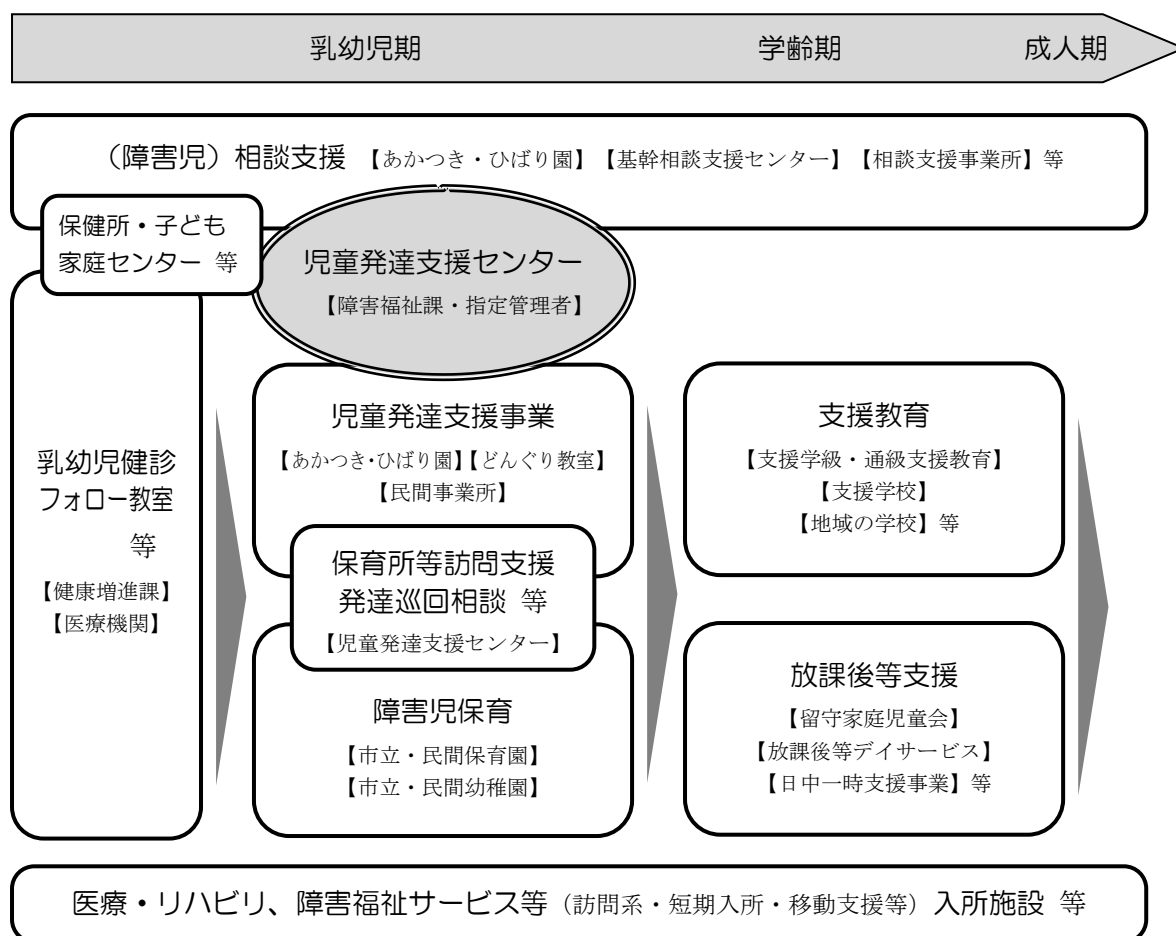 乳幼児期
学齢期
成人期
（障害児）相談支援 【あかつき・ひばり園】【基幹相談支援センター】【相談支援事業所】等
保健所・子ども
家庭センター 等
児童発達支援センター
【障害福祉課・指定管理者】
乳幼児健診
フォロー教室
等
【健康増進課】
【医療機関】
児童発達支援事業
【あかつき・ひばり園】【どんぐり教室】
【民間事業所】
保育所等訪問支援
発達巡回相談 等
【児童発達支援センター】
障害児保育
【市立・民間保育園】
【市立・民間幼稚園】
支援教育
【支援学級・通級支援教育】
【支援学校】
【地域の学校】等
放課後等支援
【留守家庭児童会】
【放課後等デイサービス】
【日中一時支援事業】等
医療・リハビリ、障害福祉サービス等（訪問系・短期入所・移動支援等）入所施設 等